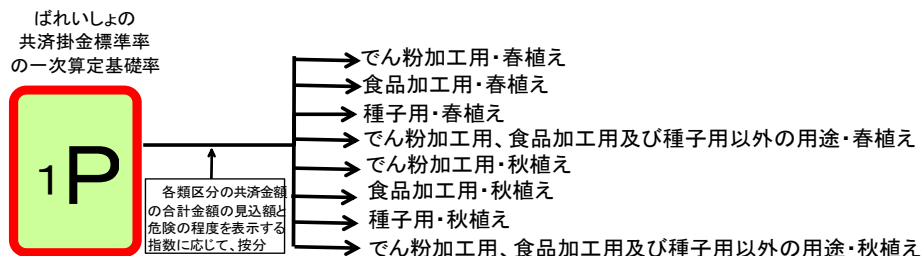 ばれいしょの
共済掛金標準率
の一次算定基礎率
1P
各類区分の共済金額
の合計金額の見込額と
危険の程度を表示する
指数に応じて、按分
でん粉加工用・春植え
食品加工用・春植え
種子用・春植え
でん粉加工用、食品加工用及び種子用以外の用途・春植え
でん粉加工用・秋植え
食品加工用・秋植え
種子用・秋植え
でん粉加工用、食品加工用及び種子用以外の用途・秋植え